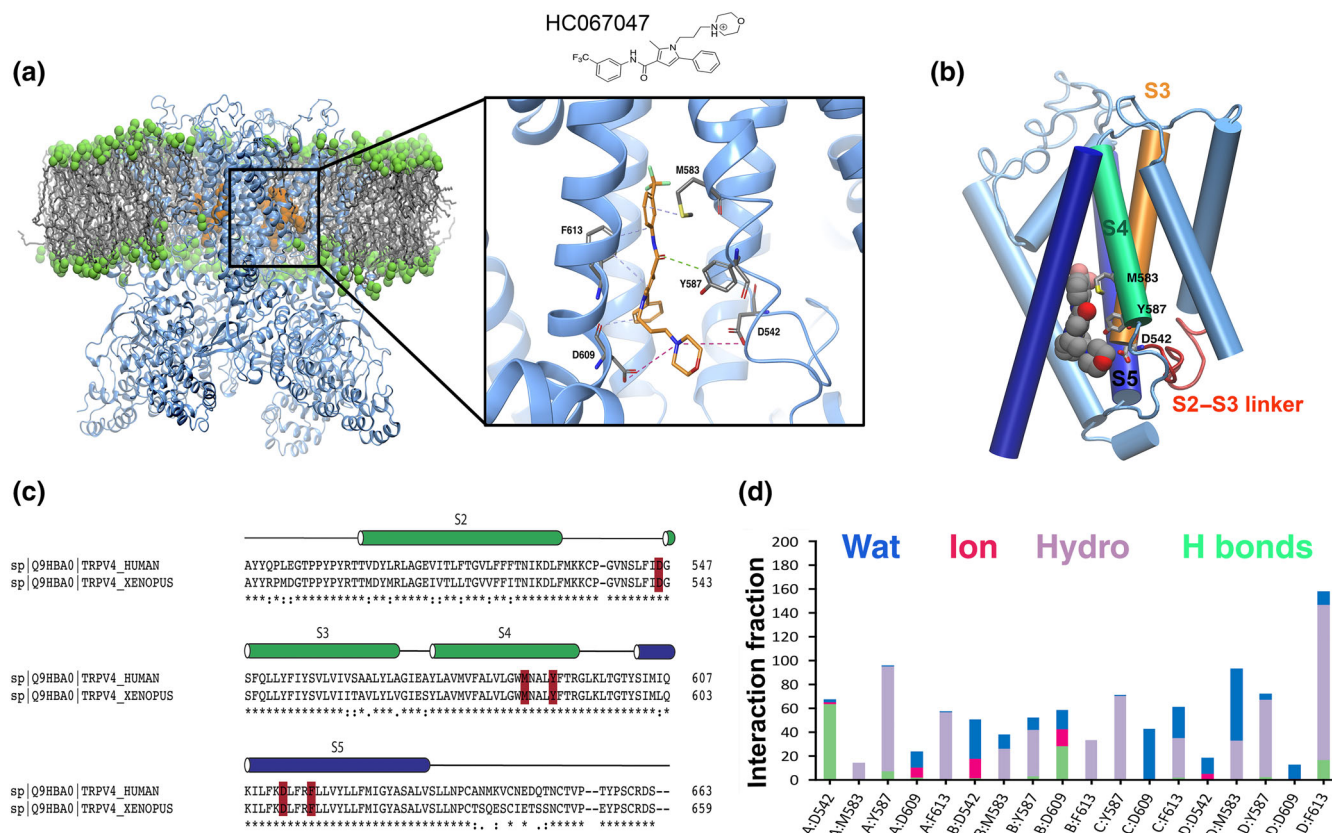 HC067047
F₃C
NH
O
N
NH
⊕
O
(a)
M583
F613
Y587
D542
D609
(b)
S3
S4
M583
Y587
D542
S5
S2–S3 linker
(c)
S2
sp|Q9HBA0|TRPV4_HUMAN AYYQPLEGTPPYPYRTTVDYLRLAGEVITLFTGVLFFFTNIKDLFMKKCP-GVNSLFIDG 547
sp|Q9HBA0|TRPV4_XENOPUS AYYRPMDGTPPYPYRTTMDYMRLAGEIVTLLTGVVFFITNIKDLFMKKCP-GVNSLFIDG 543
S3 S4
sp|Q9HBA0|TRPV4_HUMAN SFQLLYFIYSVLVIVSAALYLAGIEAYLAVMVFALVLGWMNALYFTRGLKLTGTYSIMIQ 607
sp|Q9HBA0|TRPV4_XENOPUS SFQLLYFIYSVLVIITAVLYLVGIESYLAVMVFALVLGWMNALYFTRGLKLTGTYSIMIQ 603
S5
sp|Q9HBA0|TRPV4_HUMAN KILFKDLFRFLLVYLLFMIGYASALVSLLNPCANMKVCNEDQTNCTVP--TYPSCRDS-- 663
sp|Q9HBA0|TRPV4_XENOPUS KILFKDLFRFLLVYLLFMIGYASALVSLLNPCTSQESCIETSSNCTVP--EYPSCRDS-- 659
(d)
Wat Ion Hydro H bonds
Interaction fraction
200
180
160
140
120
100
80
60
40
20
0
A:D542
A:M583
A:Y587
A:D609
A:F613
B:D542
B:M583
B:Y587
B:D609
B:F613
C:Y587
C:D609
C:F613
D:D542
D:M583
D:Y587
D:D609
D:F613